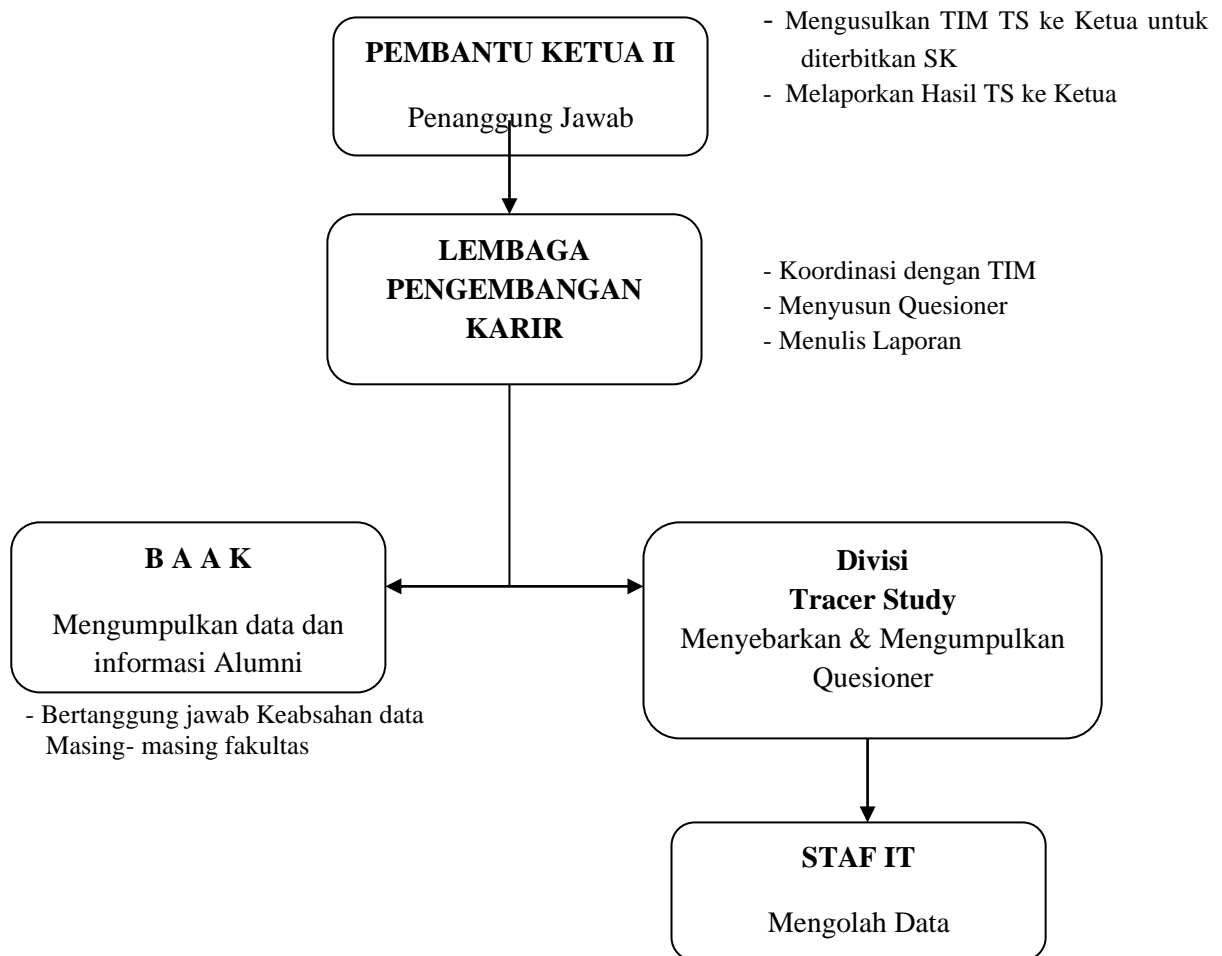 PEMBANTU KETUA II
Penanggung Jawab
- Mengusulkan TIM TS ke Ketua untuk
diterbitkan SK
- Melaporkan Hasil TS ke Ketua
LEMBAGA
PENGEMBANGAN
KARIR
- Koordinasi dengan TIM
- Menyusun Quesioner
- Menulis Laporan
B A A K
Mengumpulkan data dan
informasi Alumni
- Bertanggung jawab Keabsahan data
Masing- masing fakultas
Divisi
Tracer Study
Menyebarkan & Mengumpulkan
Quesioner
STAF IT
Mengolah Data